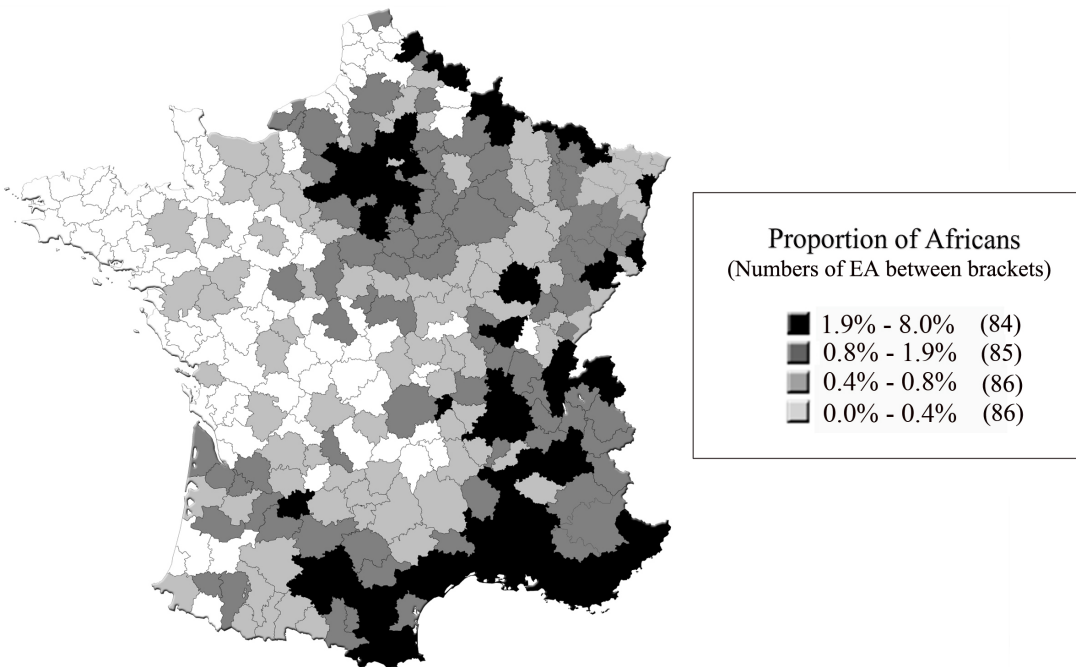 Proportion of Africans
(Numbers of EA between brackets)
1.9% - 8.0% (84)
0.8% - 1.9% (85)
0.4% - 0.8% (86)
0.0% - 0.4% (86)